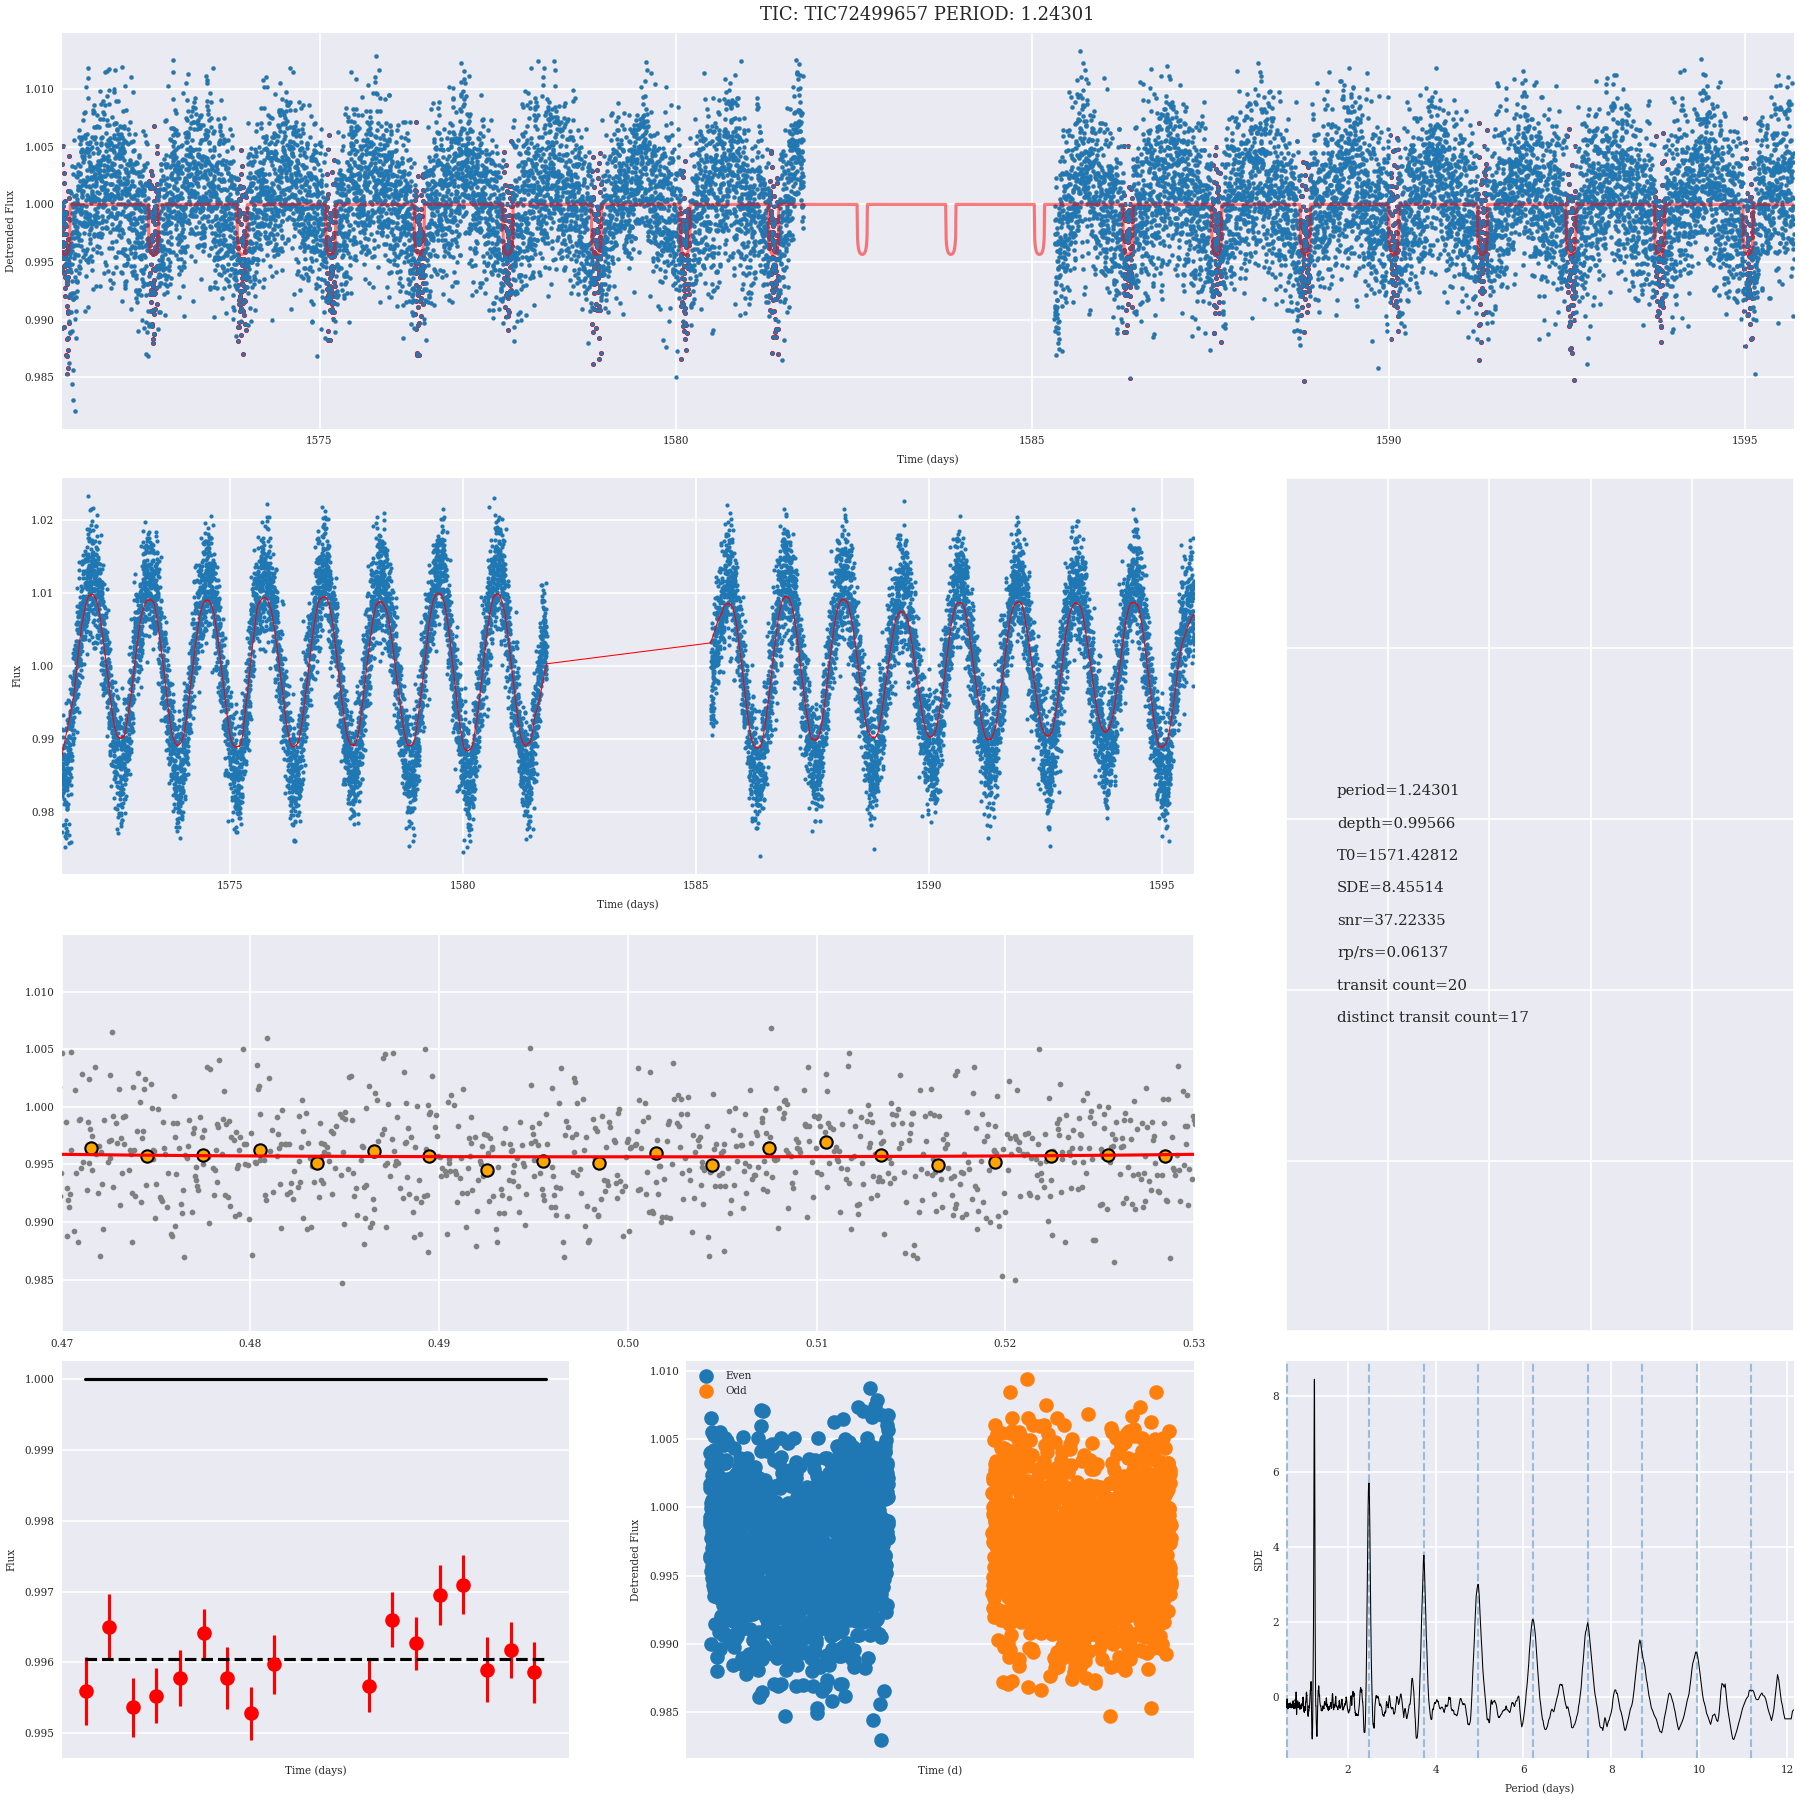 TIC: TIC72499657 PERIOD: 1.24301
1.010
1.005
1.000
0.995
0.990
0.985
Detrended Flux
1575
1580
1585
1590
1595
Time (days)
1.02
1.01
1.00
0.99
0.98
Flux
1575
1580
1585
1590
1595
Time (days)
period=1.24301
depth=0.99566
T0=1571.42812
SDE=8.45514
snr=37.22335
rp/rs=0.06137
transit count=20
distinct transit count=17
1.010
1.005
1.000
0.995
0.990
0.985
0.47
0.48
0.49
0.50
0.51
0.52
0.53
1.000
0.999
0.998
0.997
0.996
0.995
Flux
Time (days)
Even
Odd
1.010
1.005
1.000
0.995
0.990
0.985
Detrended Flux
Time (d)
8
6
4
2
0
SDE
2
4
6
8
10
12
Period (days)